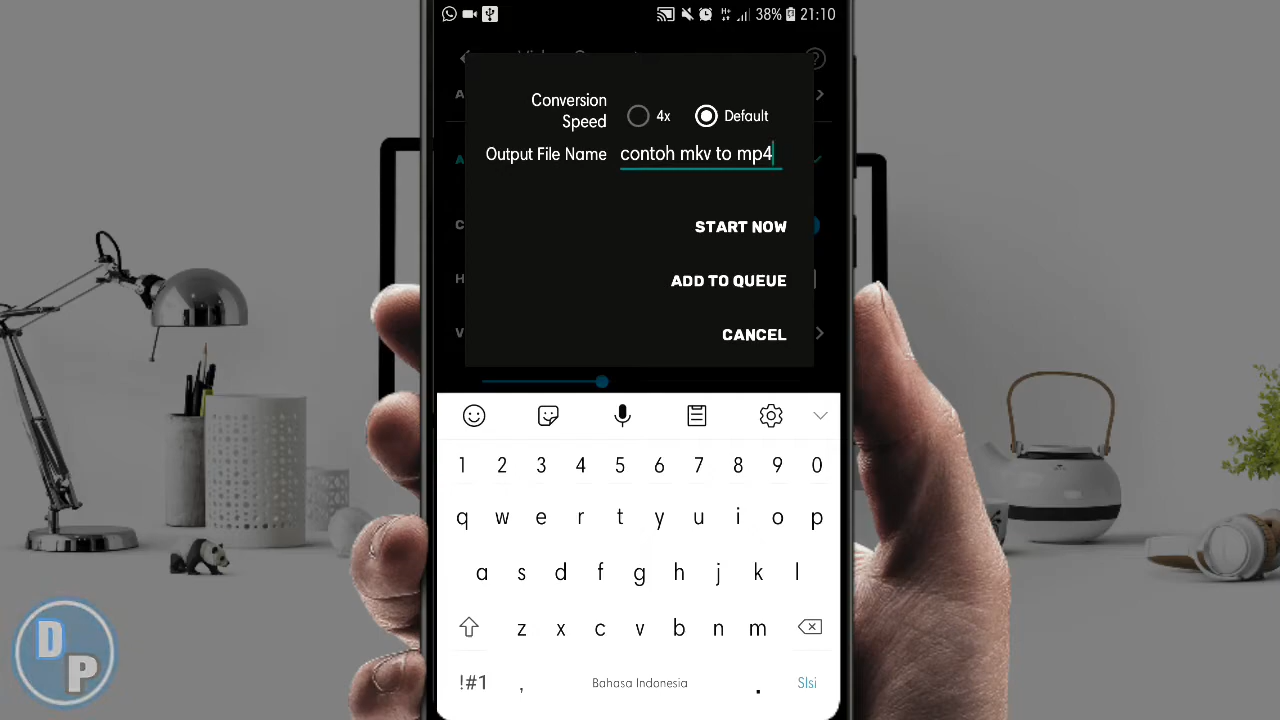 38% 21:10
Conversion
Speed
4x
Default
Output File Name
contoh mkv to mp4
START NOW
ADD TO QUEUE
CANCEL
1 2 3 4 5 6 7 8 9 0
q w e r t y u i o p
a s d f g h j k l
z x c v b n m
!#1 , Bahasa Indonesia . SIsi
DP